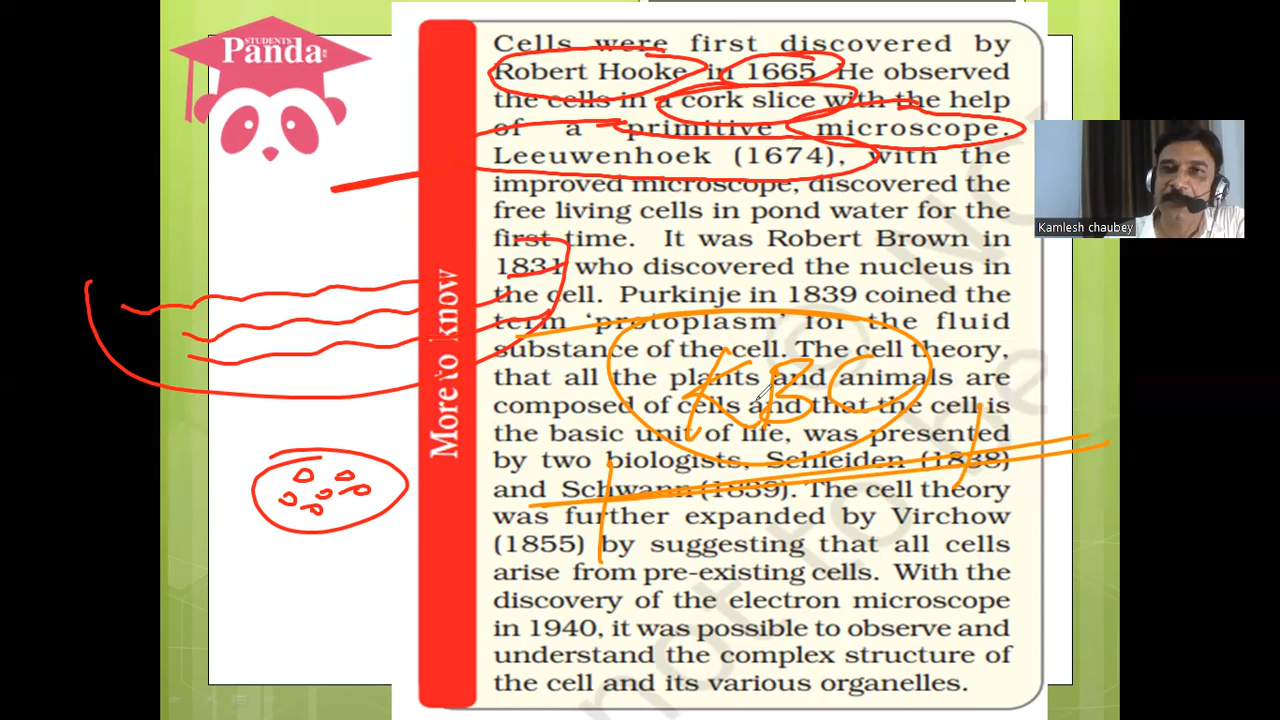 STUDENTS
Panda
More to know
Cells were first discovered by
Robert Hooke in 1665. He observed
the cells in a cork slice with the help
of a primitive microscope.
Leeuwenhoek (1674), with the
improved microscope, discovered the
free living cells in pond water for the
first time. It was Robert Brown in
1831 who discovered the nucleus in
the cell. Purkinje in 1839 coined the
term ‘protoplasm’ for the fluid
substance of the cell. The cell theory,
that all the plants and animals are
composed of cells and that the cell is
the basic unit of life, was presented
by two biologists, Schleiden (1838)
and Schwann (1839). The cell theory
was further expanded by Virchow
(1855) by suggesting that all cells
arise from pre-existing cells. With the
discovery of the electron microscope
in 1940, it was possible to observe and
understand the complex structure of
the cell and its various organelles.
KBC
Kamlesh chaubey